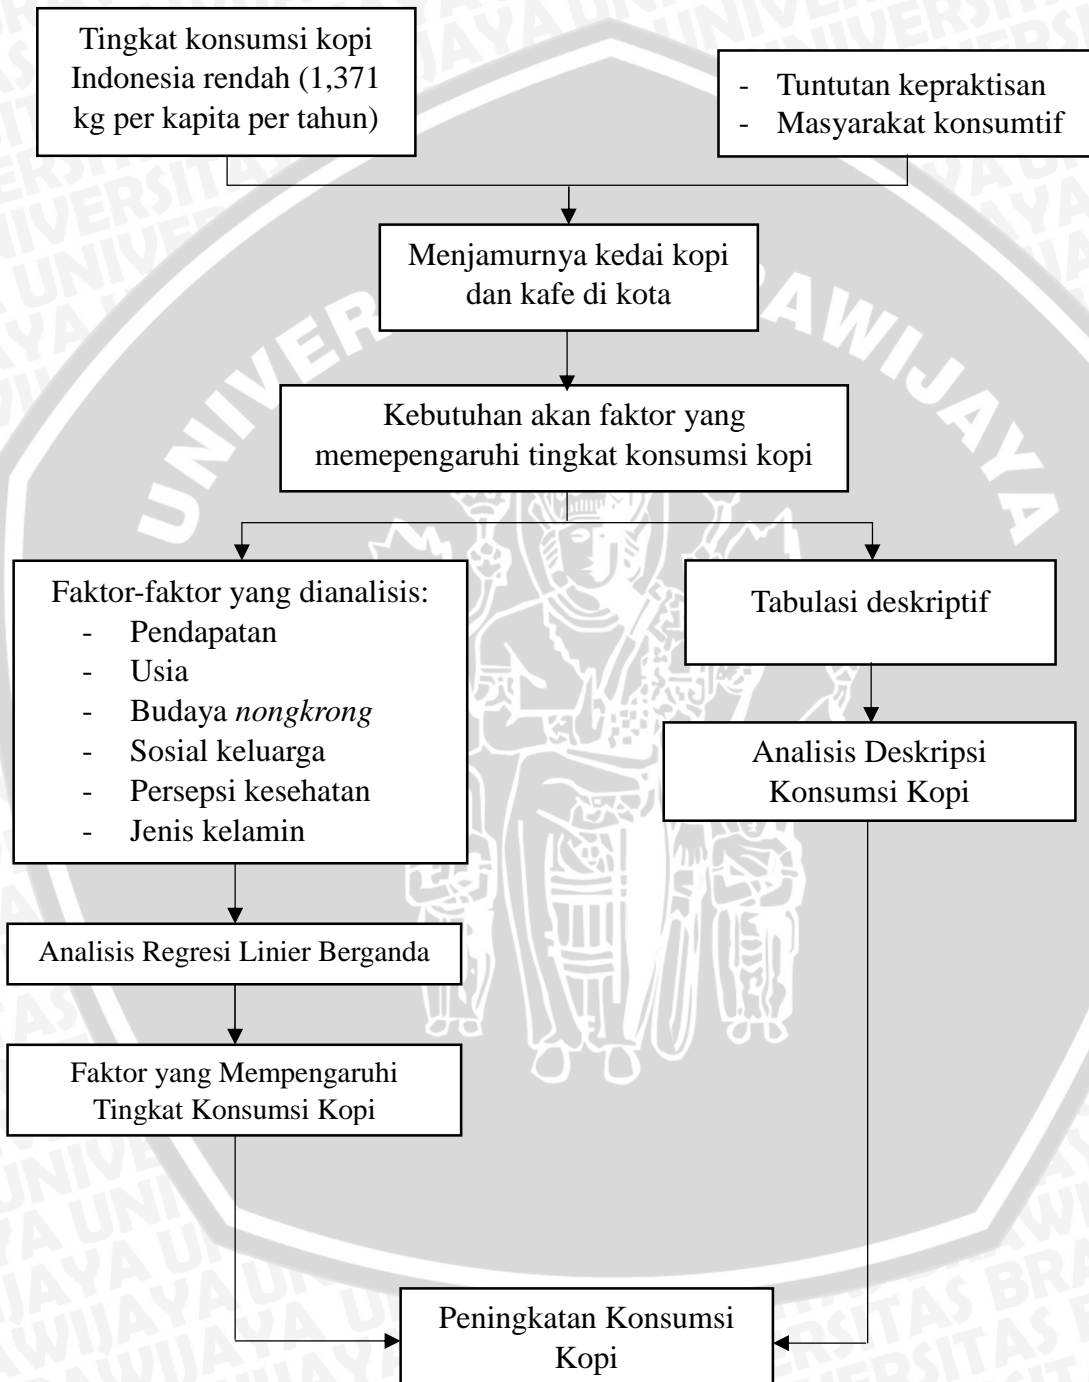 Tingkat konsumsi kopi
Indonesia rendah (1,371
kg per kapita per tahun)
- Tuntutan kepraktisan
- Masyarakat konsumtif
Menjamurnya kedai kopi
dan kafe di kota
Kebutuhan akan faktor yang
memepengaruhi tingkat konsumsi kopi
Faktor-faktor yang dianalisis:
- Pendapatan
- Usia
- Budaya nongkrong
- Sosial keluarga
- Persepsi kesehatan
- Jenis kelamin
Tabulasi deskriptif
Analisis Deskripsi
Konsumsi Kopi
Analisis Regresi Linier Berganda
Faktor yang Mempengaruhi
Tingkat Konsumsi Kopi
Peningkatan Konsumsi
Kopi